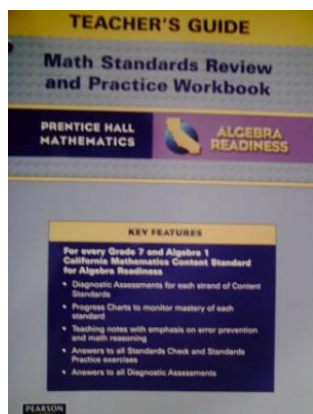 TEACHER'S GUIDE
Math Standards Review
and Practice Workbook
PRENTICE HALL
MATHEMATICS
ALGEBRA
READINESS
KEY FEATURES
For every Grade 7 and Algebra 1
California Mathematics Content Standard
for Algebra Readiness
• Diagnostic Assessments for each strand of Content
Standards
• Progress Charts to monitor mastery of each
standard
• Teaching notes with emphasis on error prevention
and math reasoning
• Answers to all Standards Check and Standards
Practice exercises
• Answers to all Diagnostic Assessments
PEARSON